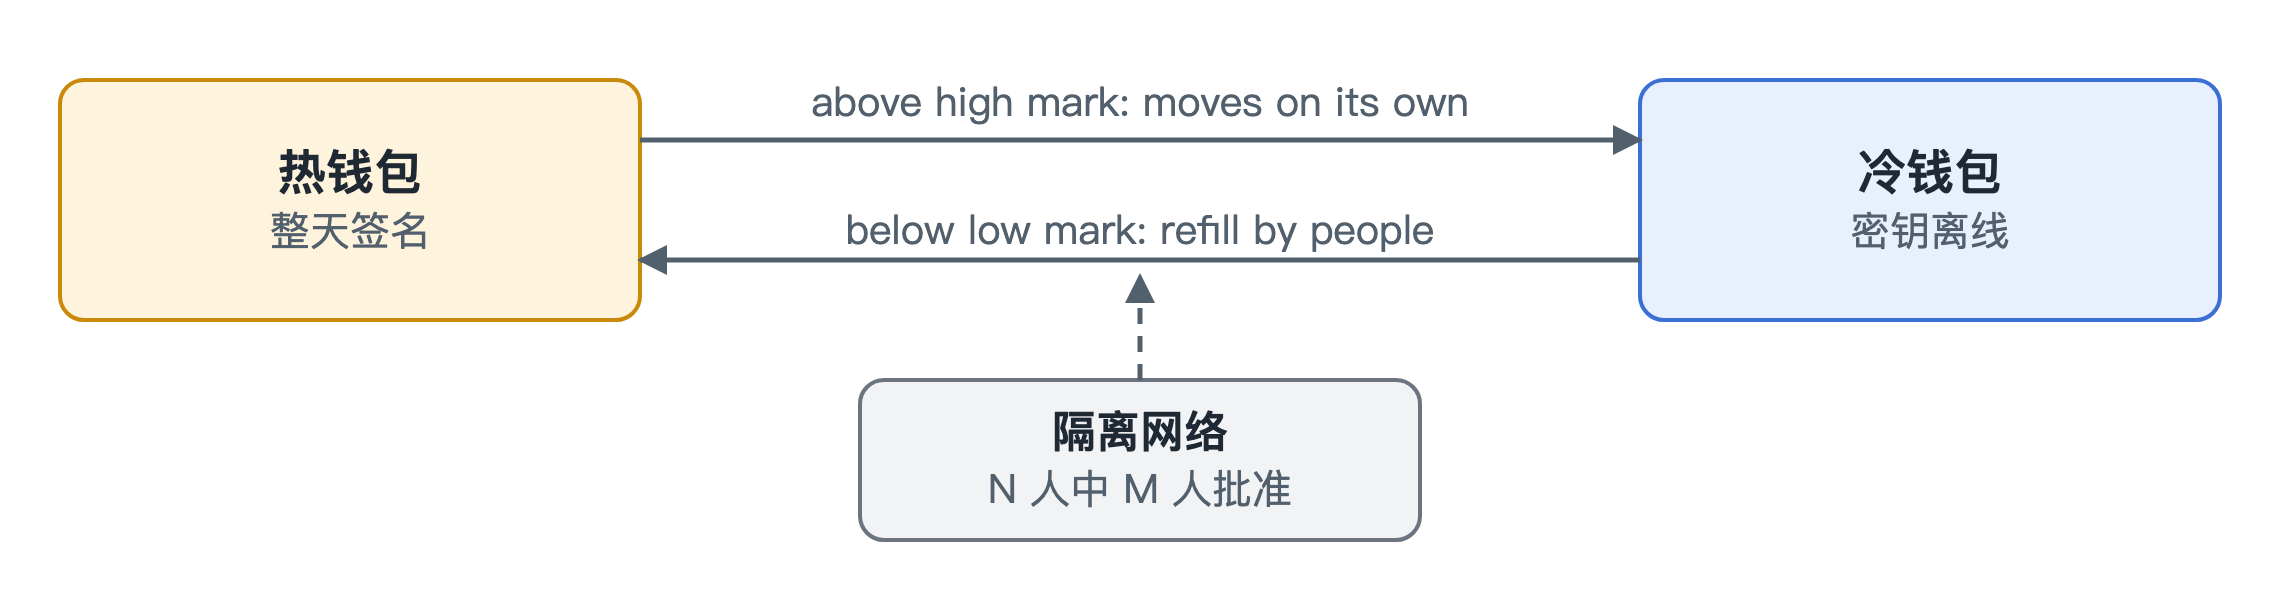 above high mark: moves on its own
热钱包
整天签名
冷钱包
密钥离线
below low mark: refill by people
隔离网络
N 人中 M 人批准